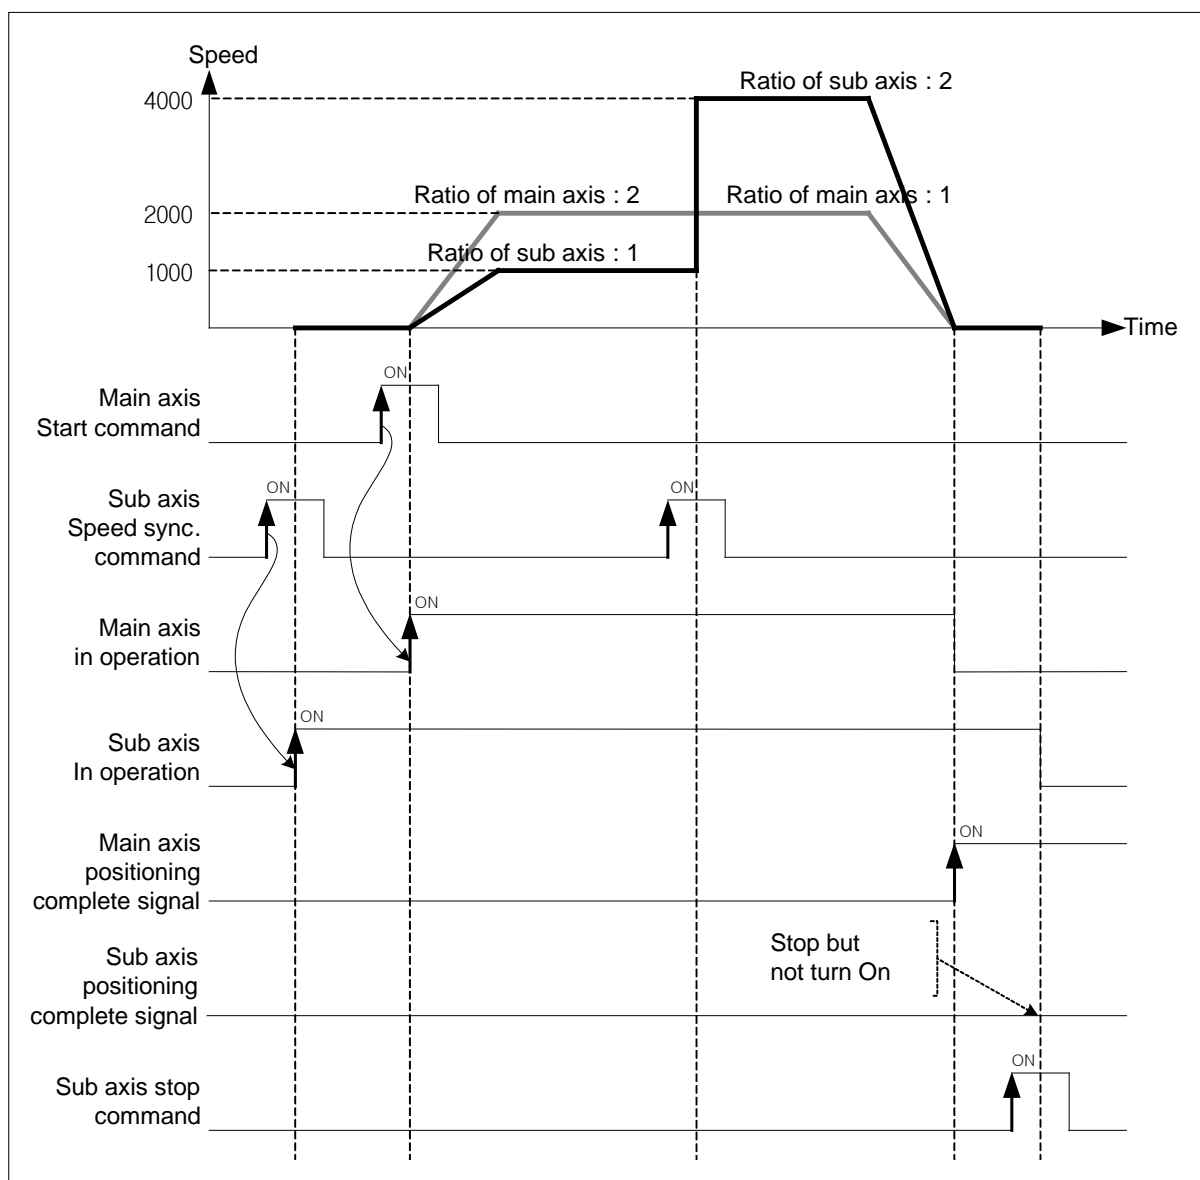 Speed
4000
Ratio of sub axis : 2
Ratio of main axis : 2
Ratio of main axis : 1
2000
Ratio of sub axis : 1
1000
Time
ON
Main axis
Start command
ON
ON
Sub axis
Speed sync.
command
ON
Main axis
in operation
ON
Sub axis
In operation
ON
Main axis
positioning
complete signal
Stop but
not turn On
Sub axis
positioning
complete signal
ON
Sub axis stop
command